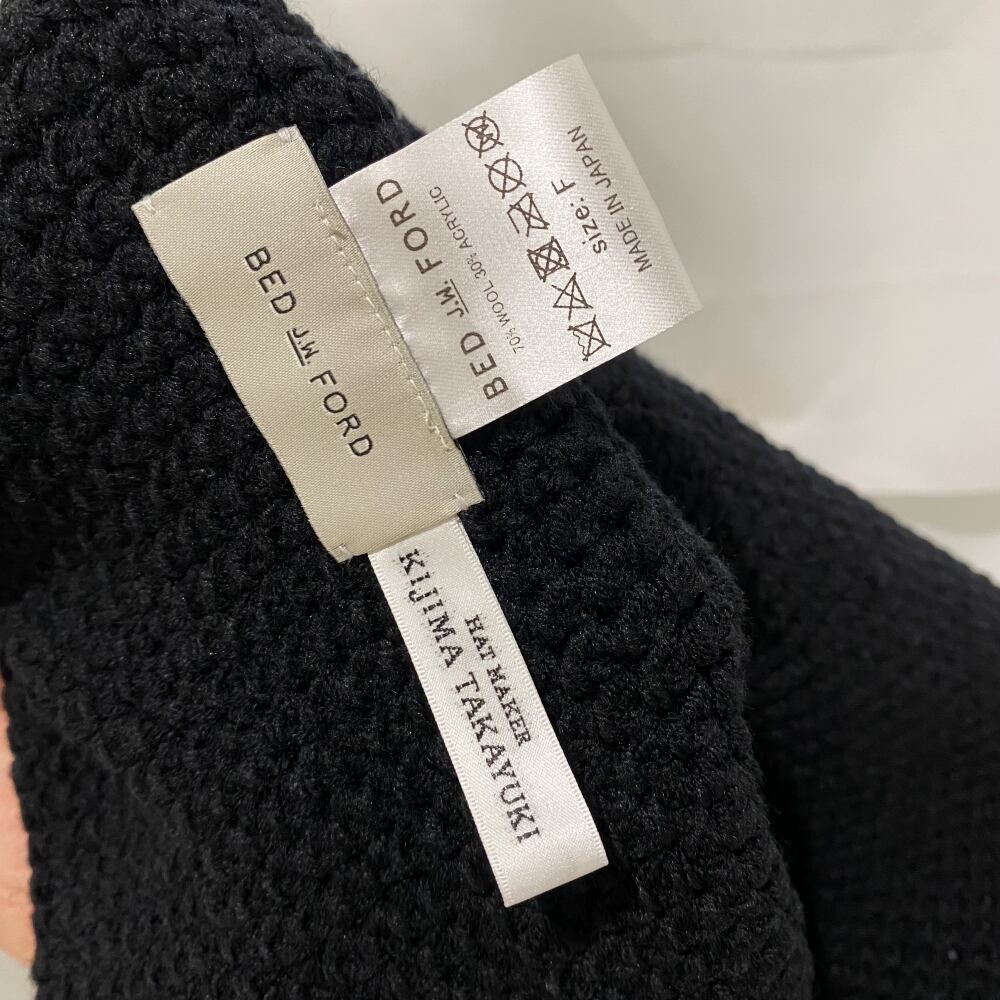 BED J.W. FORD
BED J.W. FORD
70% WOOL 30% ACRYLIC
size: F
MADE IN JAPAN
HAT MAKER
KIJIMA TAKAYUKI